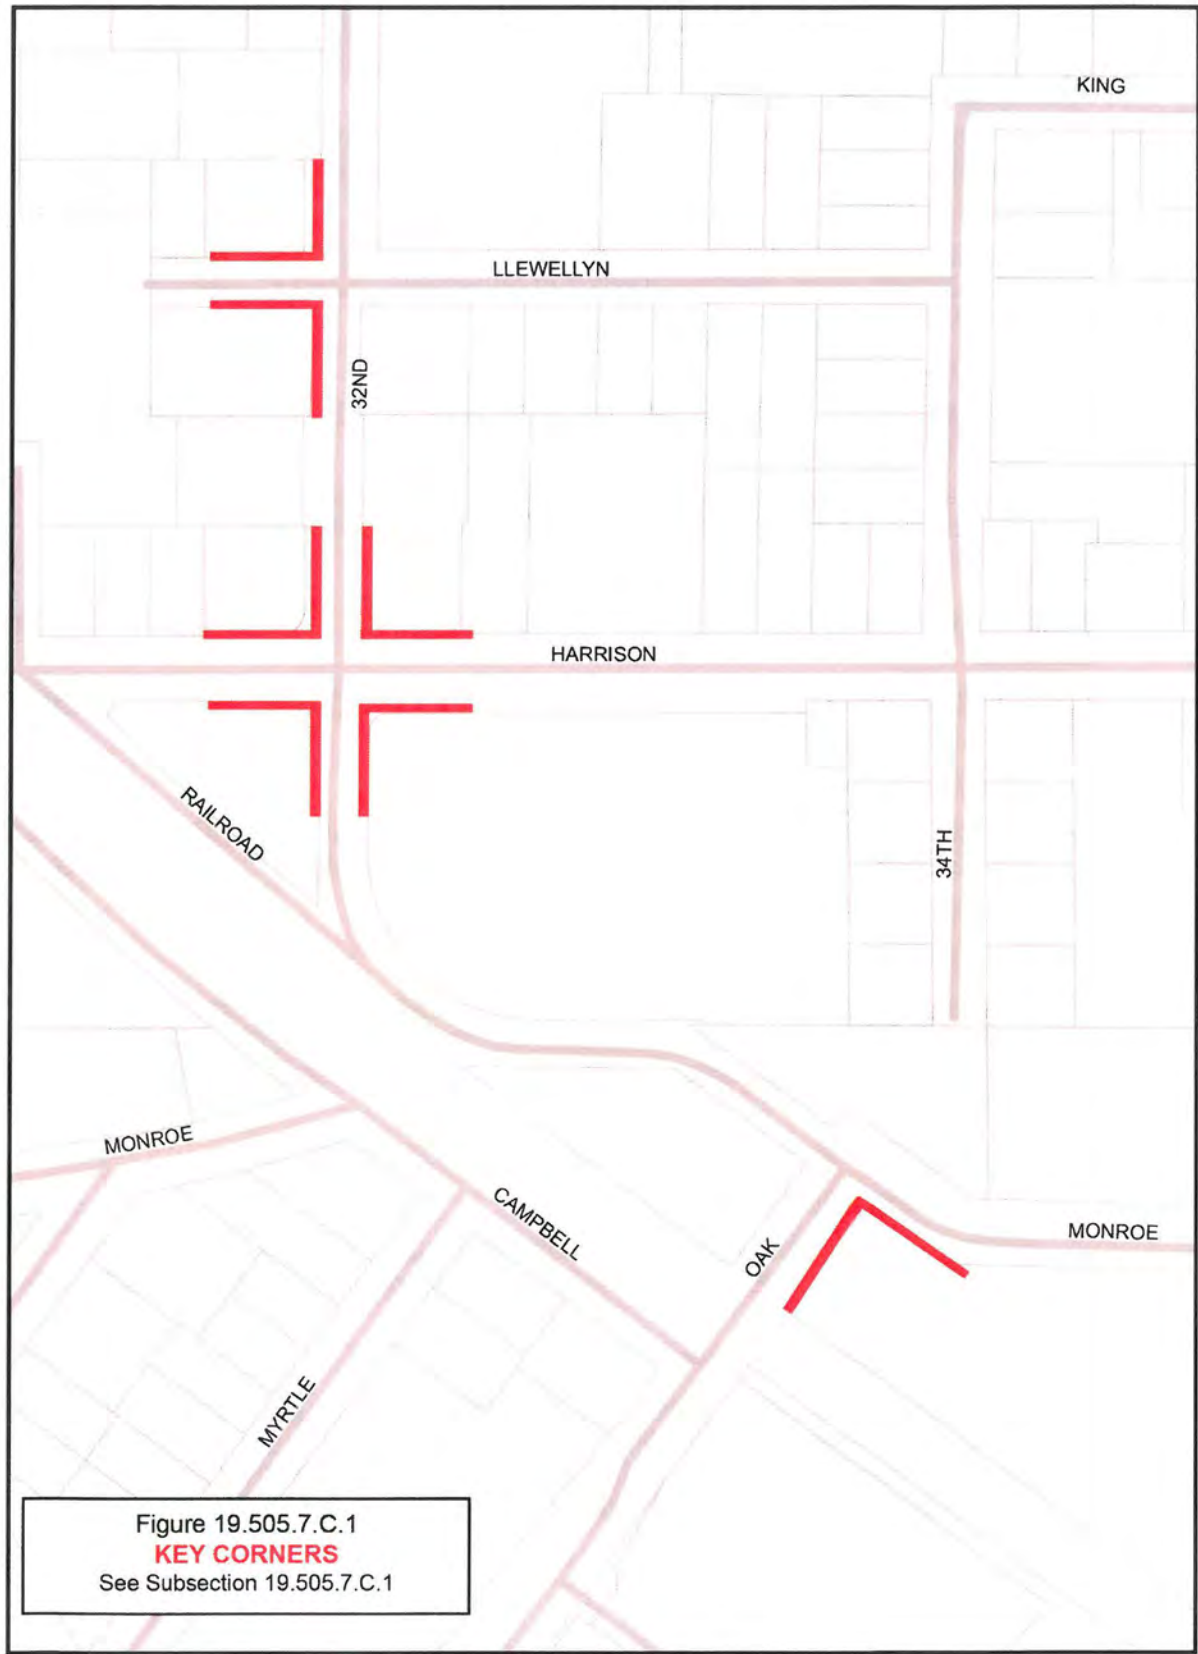 KING
LLEWELLYN
32ND
HARRISON
RAILROAD
34TH
MONROE
CAMPBELL
OAK
MONROE
MYRTLE
Figure 19.505.7.C.1
KEY CORNERS
See Subsection 19.505.7.C.1